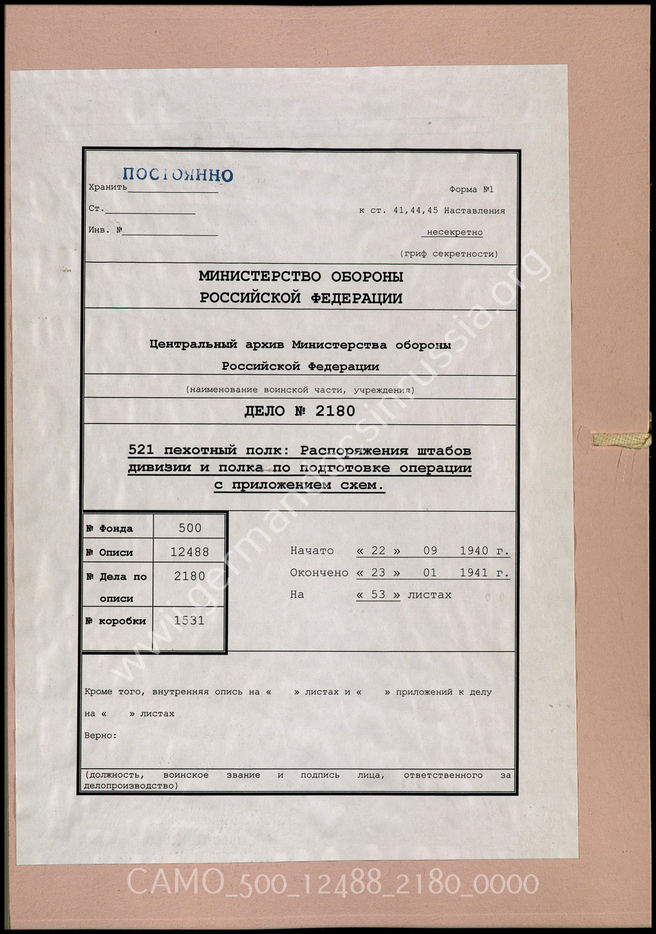 ПОСТОЯННО
Хранить
Форма №1
Ст.
к ст. 41,44,45 Наставления
Инв. №
несекретно
(гриф секретности)
МИНИСТЕРСТВО ОБОРОНЫ
РОССИЙСКОЙ ФЕДЕРАЦИИ
Центральный архив Министерства обороны
Российской Федерации
(наименование воинской части, учреждения)
ДЕЛО № 2180
521 пехотный полк: Распоряжения штабов
дивизии и полка по подготовке операции
с приложением схем.
№ Фонда 500
№ Описи 12488
№ Дела по описи 2180
№ коробки 1531
Начато « 22 » 09 1940 г.
Окончено « 23 » 01 1941 г.
На « 53 » листах
Кроме того, внутренняя опись на « » листах и « » приложений к делу
на « » листах
Верно:
(должность, воинское звание и подпись лица, ответственного за
делопроизводство)
www.germandocsinrussia.org
CAMO_500_12488_2180_0000